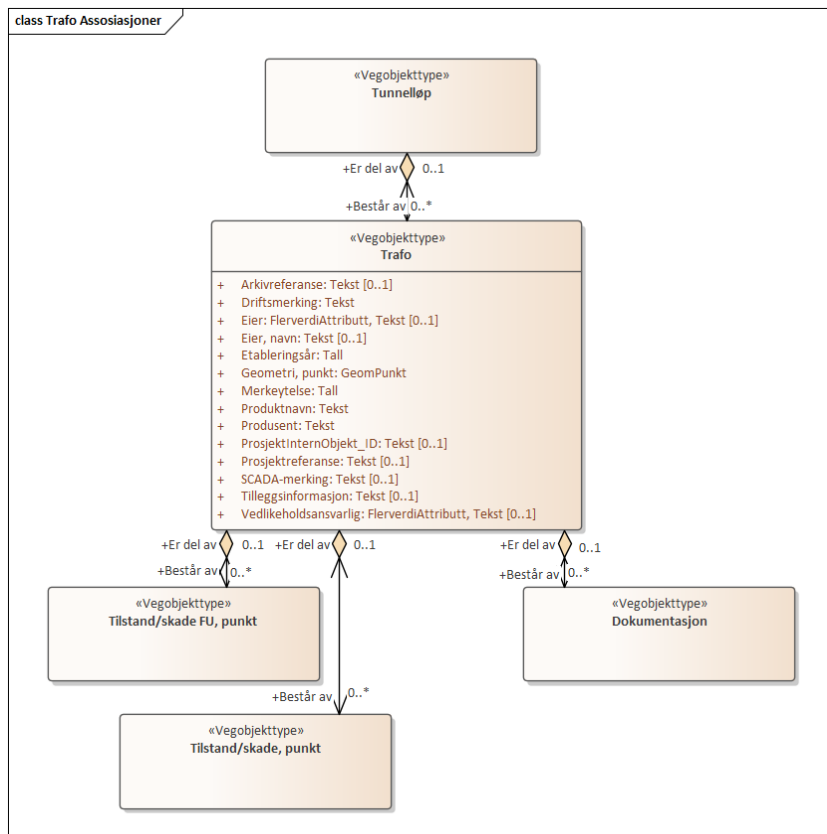 class Trafo Assosiasjoner
«Vegobjekttype»
Tunnelløp
+Er del av 0..1
+Består av 0..*
«Vegobjekttype»
Trafo
+ Arkivreferanse: Tekst [0..1]
+ Driftsmerking: Tekst
+ Eier: FlerverdiAttributt, Tekst [0..1]
+ Eier, navn: Tekst [0..1]
+ Etableringsår: Tall
+ Geometri, punkt: GeomPunkt
+ Merkeytelse: Tall
+ Produktnavn: Tekst
+ Produsent: Tekst
+ ProsjektInternObjekt_ID: Tekst [0..1]
+ Prosjektreferanse: Tekst [0..1]
+ SCADA-merking: Tekst [0..1]
+ Tilleggsinformasjon: Tekst [0..1]
+ Vedlikeholdsansvarlig: FlerverdiAttributt, Tekst [0..1]
+Er del av 0..1 +Er del av 0..1 +Er del av 0..1
+Består av 0..* +Består av 0..*
«Vegobjekttype»
Tilstand/skade FU, punkt
«Vegobjekttype»
Dokumentasjon
+Består av 0..*
«Vegobjekttype»
Tilstand/skade, punkt